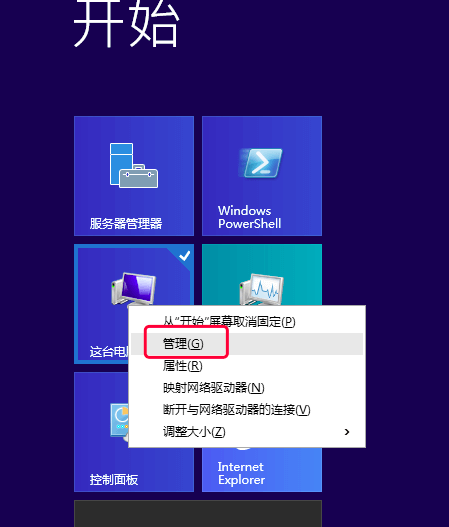 开始
服务器管理器
Windows
PowerShell
这台电
从“开始”屏幕取消固定(P)
管理(G)
属性(R)
映射网络驱动器(N)
断开与网络驱动器的连接(V)
调整大小(Z)
控制面板
Internet
Explorer